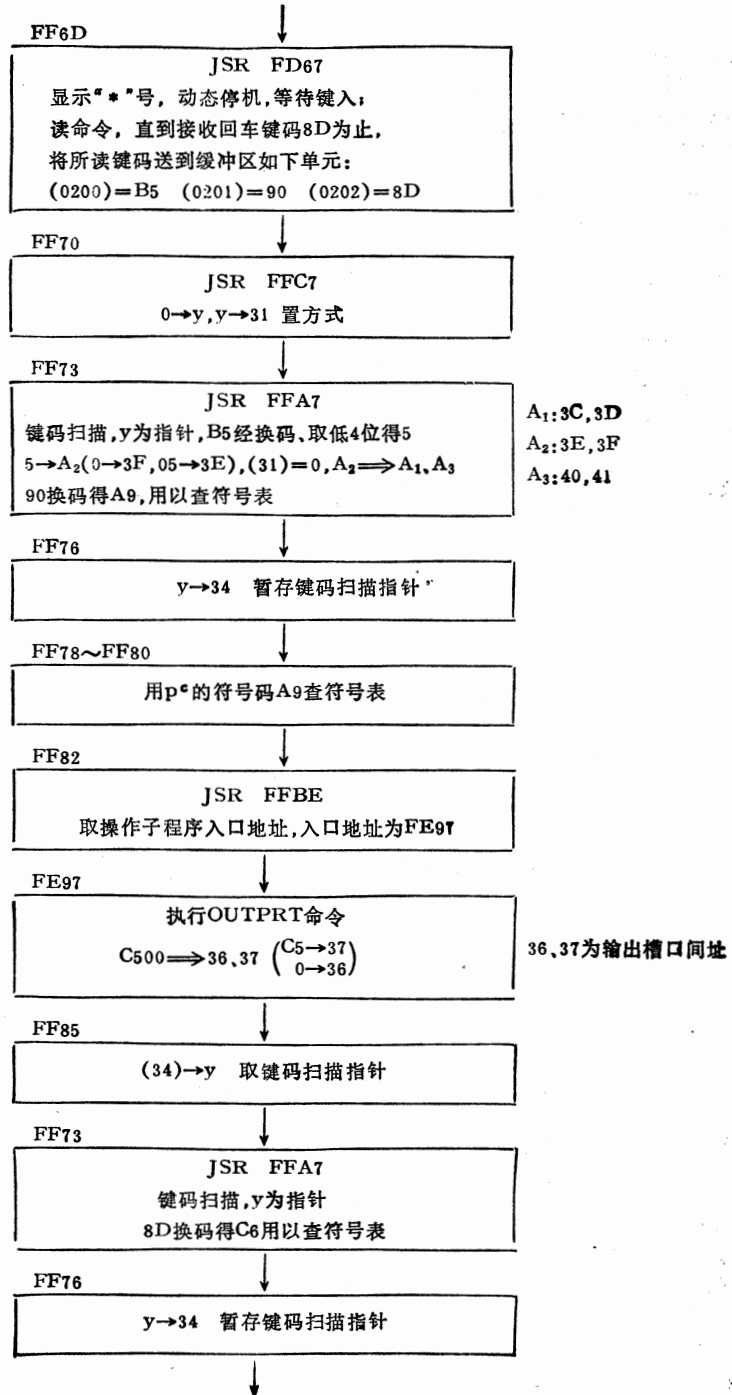 FF6D
JSR FD67
显示“*”号，动态停机，等待键入；
读命令，直到接收回车键码8D为止，
将所读键码送到缓冲区如下单元：
(0200)=B5 (0201)=90 (0202)=8D
FF70
JSR FFC7
0→y,y→31 置方式
FF73
JSR FFA7
键码扫描,y为指针,B5经换码、取低4位得5
5→A₂(0→3F,05→3E),(31)=0,A₂⟹A₁、A₃
90换码得A9,用以查符号表
A₁:3C,3D
A₂:3E,3F
A₃:40,41
FF76
y→34 暂存键码扫描指针
FF78～FF80
用pᶜ的符号码A9查符号表
FF82
JSR FFBE
取操作子程序入口地址,入口地址为FE97
FE97
执行OUTPRT命令
C500⟹36、37 (C5→37
0→36)
36、37为输出槽口间址
FF85
(34)→y 取键码扫描指针
FF73
JSR FFA7
键码扫描,y为指针
8D换码得C6用以查符号表
FF76
y→34 暂存键码扫描指针